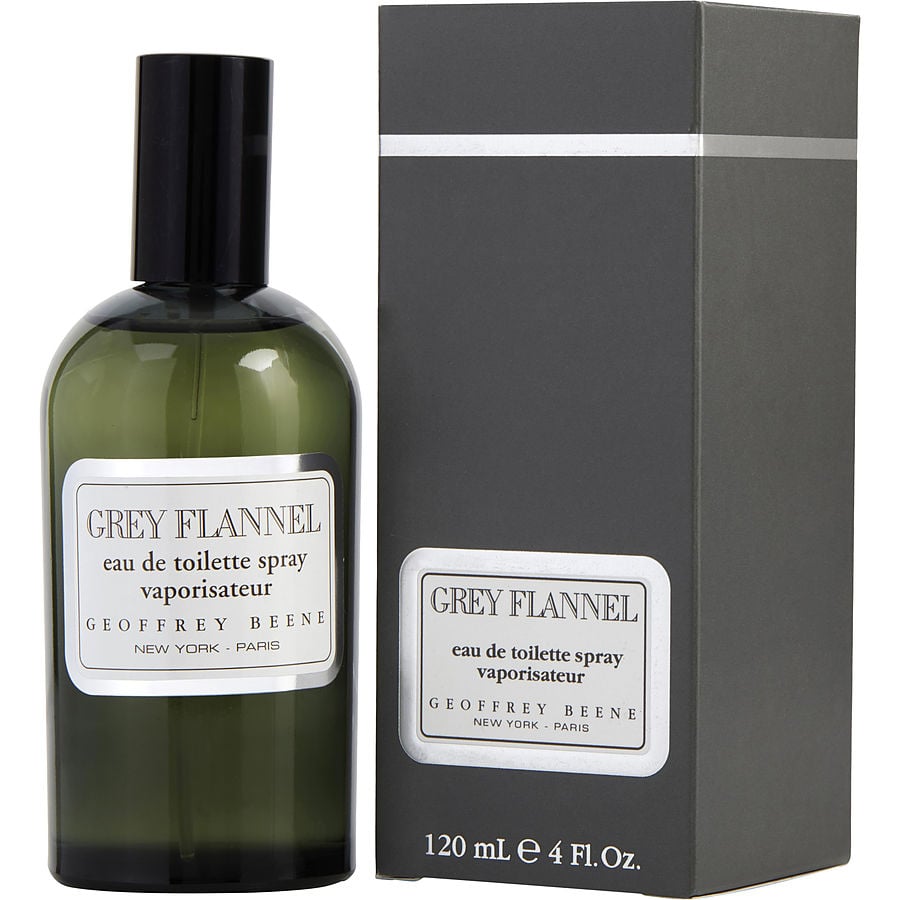 GREY FLANNEL
eau de toilette spray
vaporisateur
GEOFFREY BEENE
NEW YORK - PARIS
GREY FLANNEL
eau de toilette spray
vaporisateur
GEOFFREY BEENE
NEW YORK - PARIS
120 mL ℮ 4 Fl.Oz.